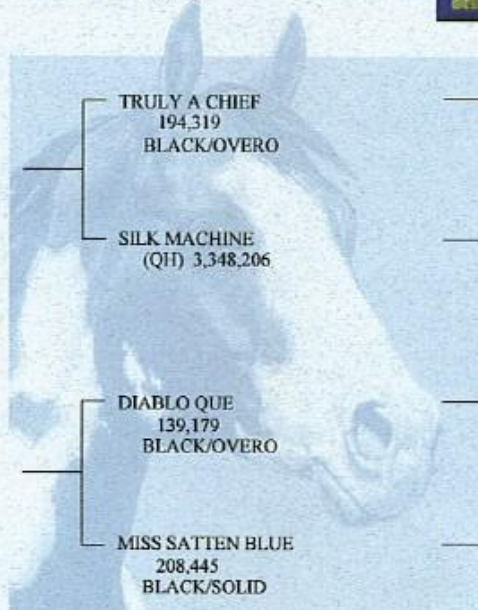 TRULY A CHIEF
194,319
BLACK/OVERO
SILK MACHINE
(QH) 3,348,206
DIABLO QUE
139,179
BLACK/OVERO
MISS SATTEN BLUE
208,445
BLACK/SOLID